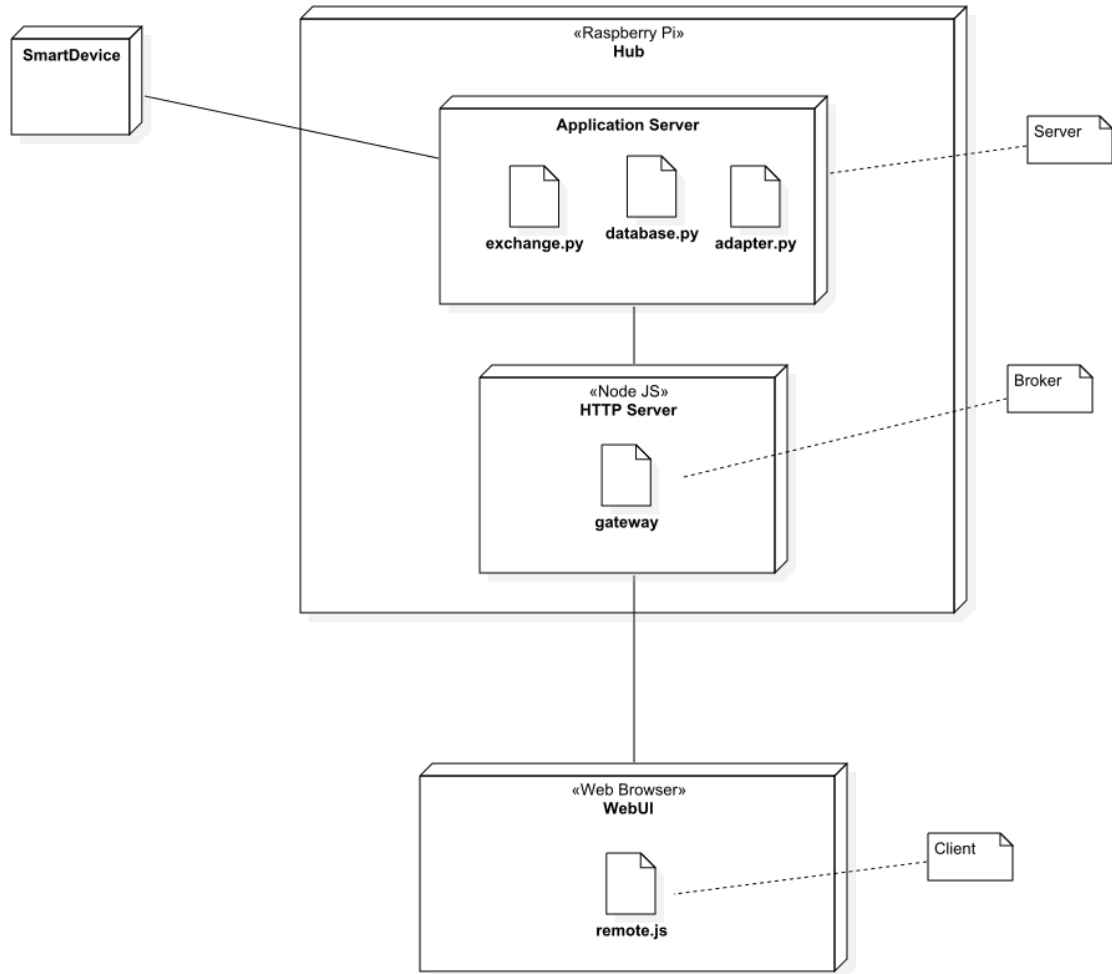 SmartDevice
«Raspberry Pi»
Hub
Application Server
exchange.py
database.py
adapter.py
Server
«Node JS»
HTTP Server
gateway
Broker
«Web Browser»
WebUI
remote.js
Client